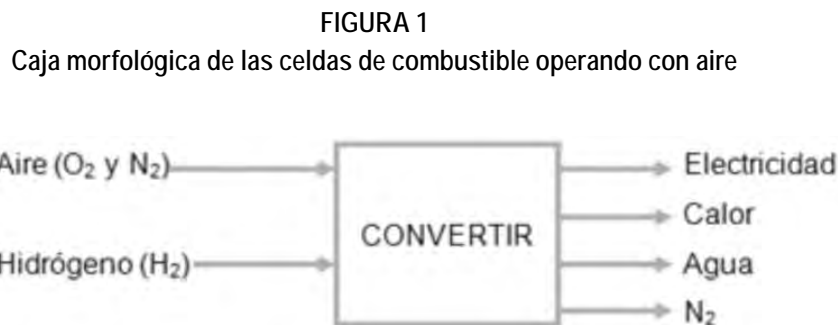 FIGURA 1
Caja morfológica de las celdas de combustible operando con aire
Aire (O₂ y N₂)
Hidrógeno (H₂)
CONVERTIR
Electricidad
Calor
Agua
N₂